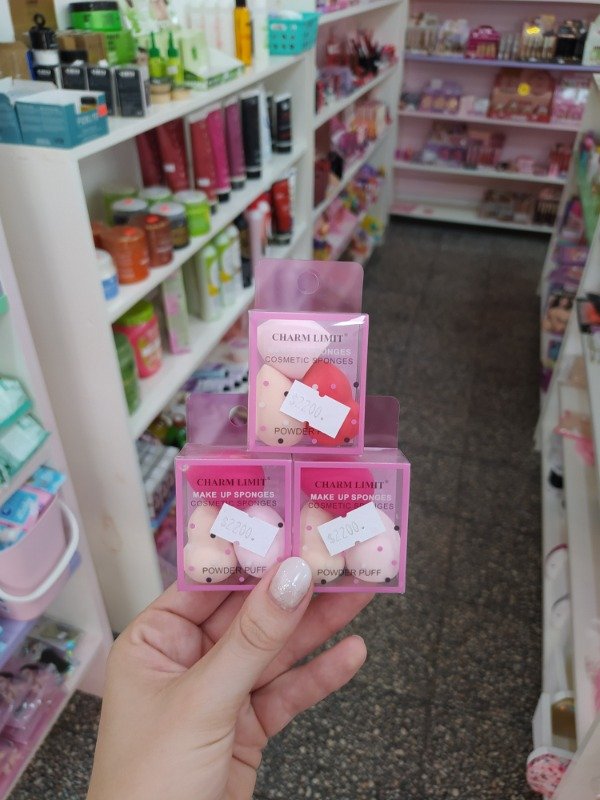 CHARM LIMIT®
SPONGES
COSMETIC SPONGES
$2200.
POWDER
CHARM LIMIT®
MAKE UP SPONGES
COSMETIC SPONGES
$2200.
POWDER PUFF
CHARM LIMIT®
MAKE UP SPONGES
COSMETIC SPONGES
$2200.
POWDER PUFF